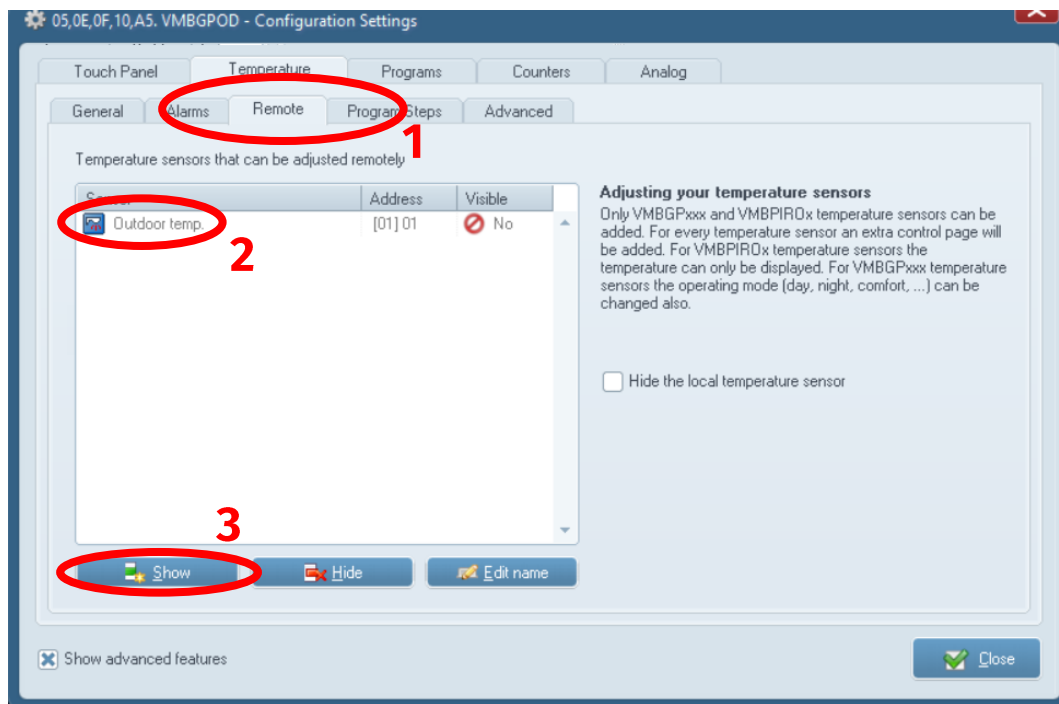 05,0E,0F,10,A5. VMBGPOD - Configuration Settings
Touch Panel Temperature Programs Counters Analog
General Alarms Remote Program Steps Advanced
1
Temperature sensors that can be adjusted remotely
Sensor Address Visible
Outdoor temp. [01] 01 No
2
Adjusting your temperature sensors
Only VMBGPxxx and VMBPIROx temperature sensors can be
added. For every temperature sensor an extra control page will
be added. For VMBPIROx temperature sensors the
temperature can only be displayed. For VMBGPxxx temperature
sensors the operating mode (day, night, comfort, ...) can be
changed also.
Hide the local temperature sensor
3
Show Hide Edit name
Show advanced features
Close